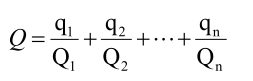 Q = q₁/Q₁ + q₂/Q₂ + ⋯ + qₙ/Qₙ